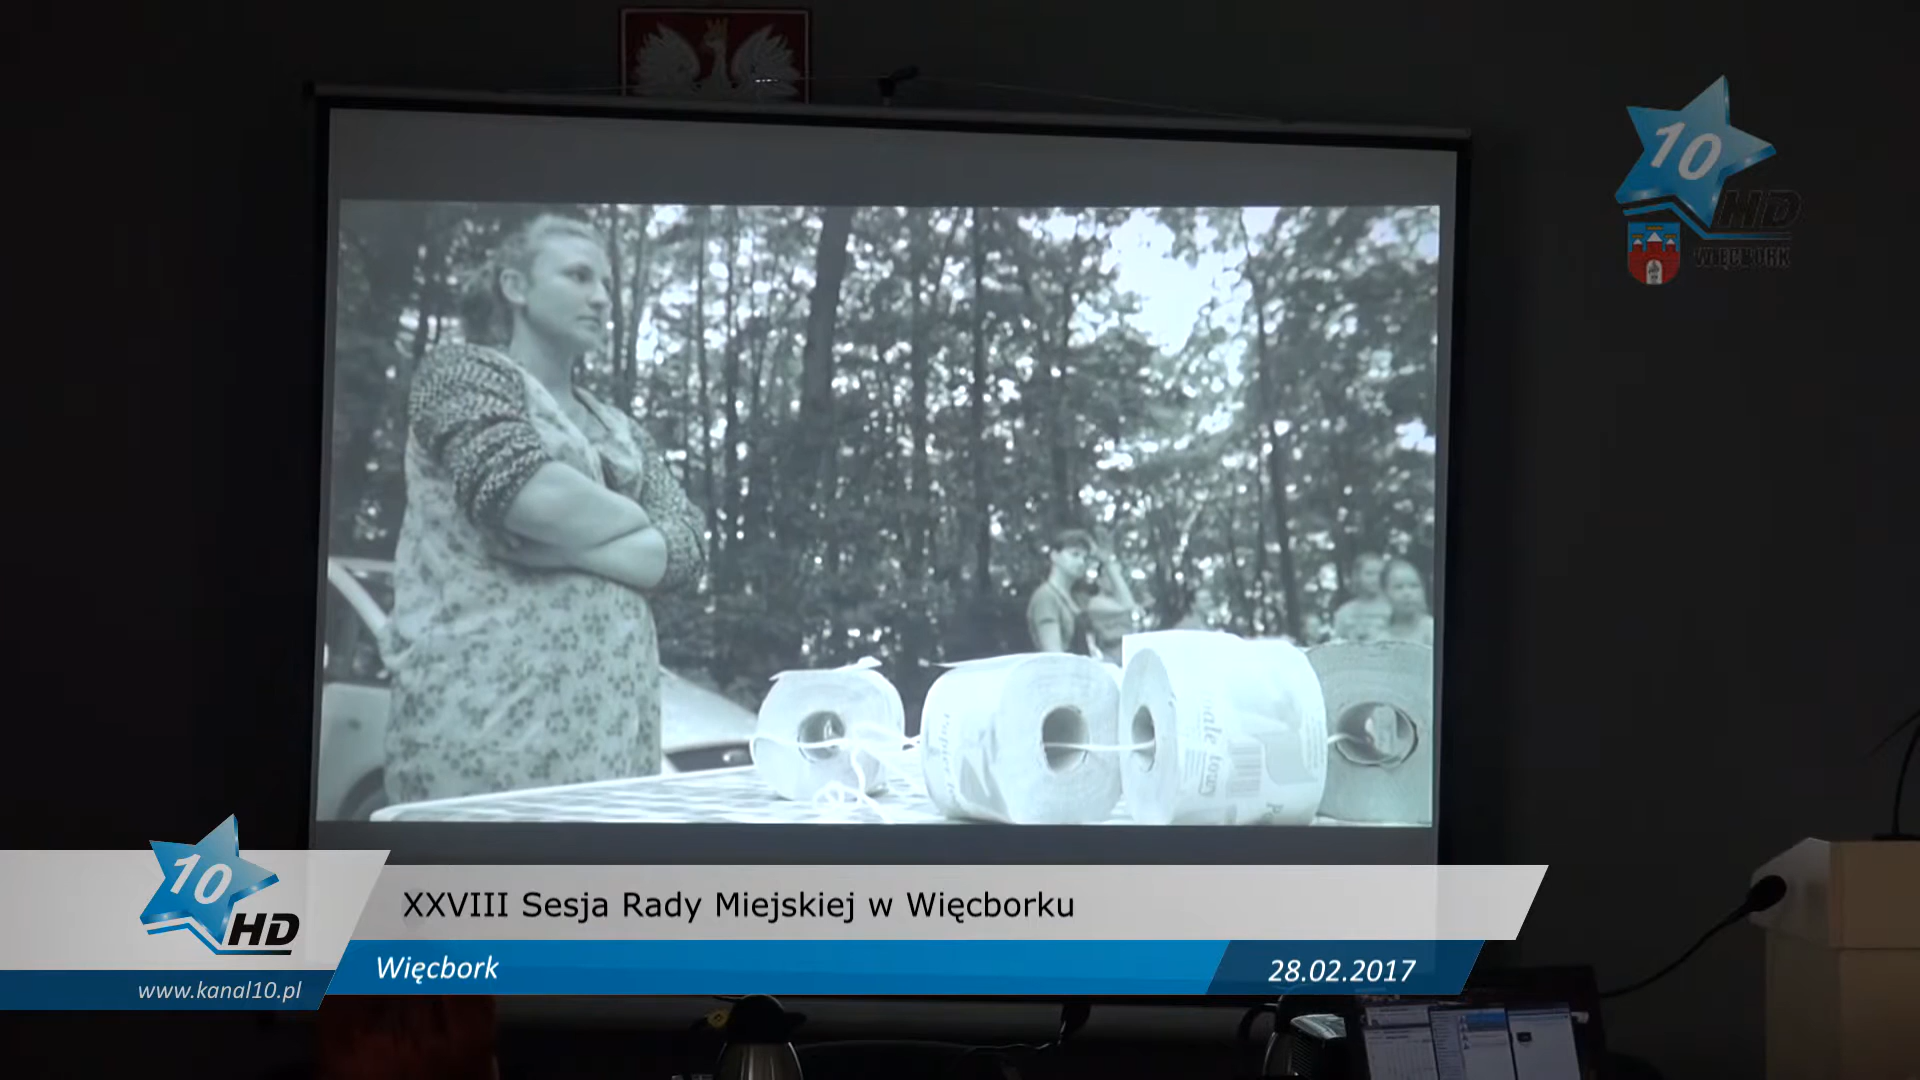 10
HD
WIĘCBORK
10
HD
XXVIII Sesja Rady Miejskiej w Więcborku
Więcbork
28.02.2017
www.kanal10.pl